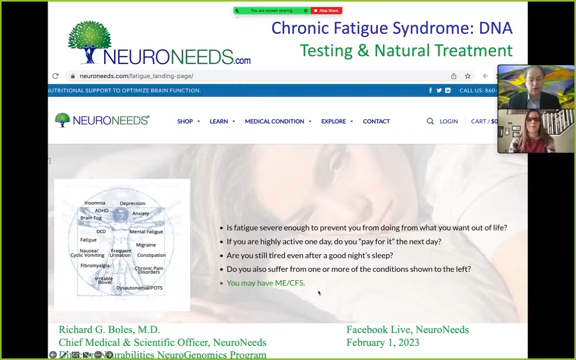 You are screen sharing Stop Share
Chronic Fatigue Syndrome: DNA
Testing & Natural Treatment
NEURONEEDS.com
neuroneeds.com/fatigue_landing-page/
NUTRITIONAL SUPPORT TO OPTIMIZE BRAIN FUNCTION.
CALL US: 860-
NEURONEEDS
SHOP LEARN MEDICAL CONDITION EXPLORE CONTACT LOGIN CART / $0
Insomnia
Depression
ADHD
Anxiety
Brain Fog
OCD
Mental Fatigue
Fatigue
Migraine
Nausea/
Cyclic Vomiting
Frequent
Urination
Constipation
Fibromyalgia
Chronic Pain
Disorders
Irritable
Bowel
Dysautonomia/POTS
Is fatigue severe enough to prevent you from doing from what you want out of life?
If you are highly active one day, do you "pay for it" the next day?
Are you still tired even after a good night's sleep?
Do you also suffer from one or more of the conditions shown to the left?
You may have ME/CFS.
Richard G. Boles, M.D.
Chief Medical & Scientific Officer, NeuroNeeds
NeuroGenomics Program
Facebook Live, NeuroNeeds
February 1, 2023